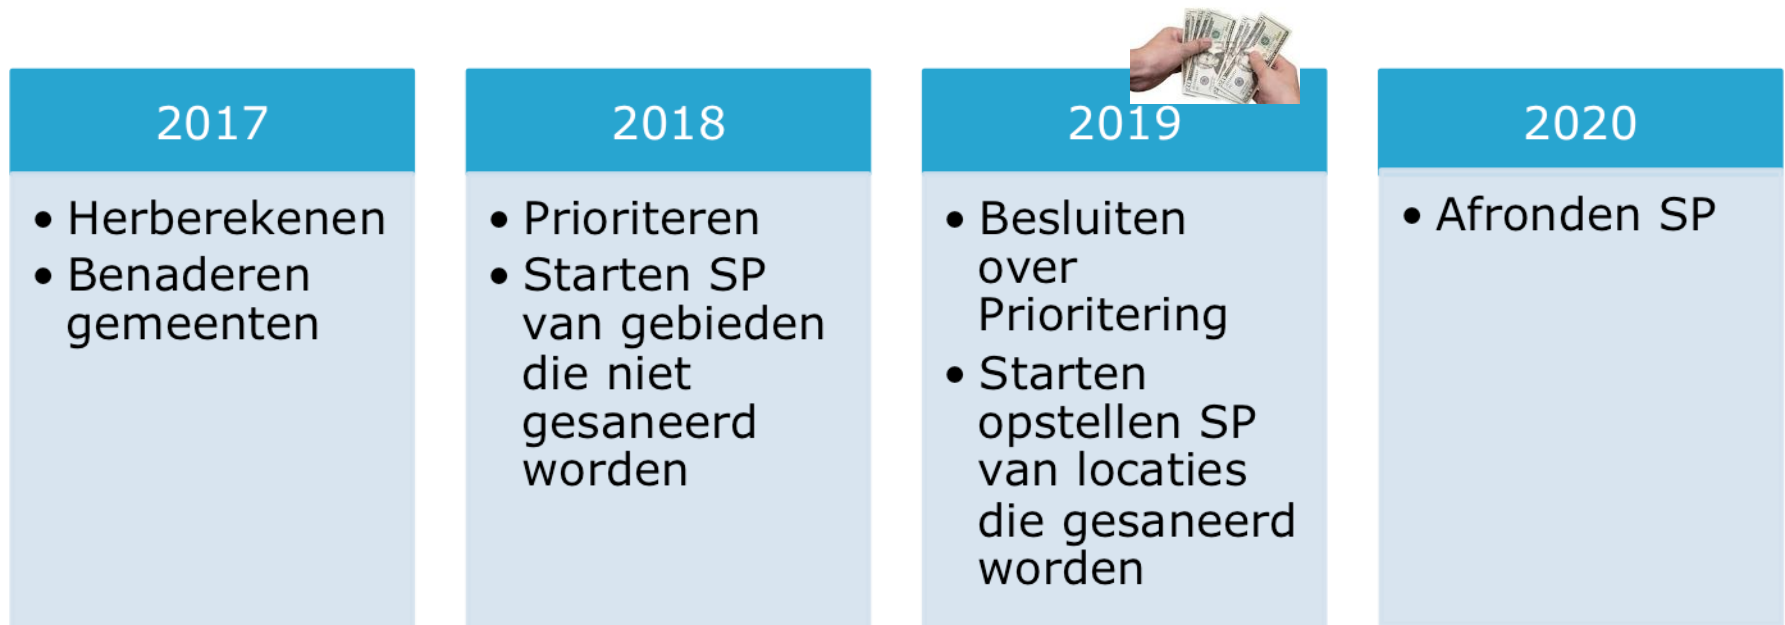 2017
• Herberekenen
• Benaderen
gemeenten
2018
• Prioriteren
• Starten SP
van gebieden
die niet
gesaneerd
worden
2019
• Besluiten
over
Prioritering
• Starten
opstellen SP
van locaties
die gesaneerd
worden
2020
• Afronden SP